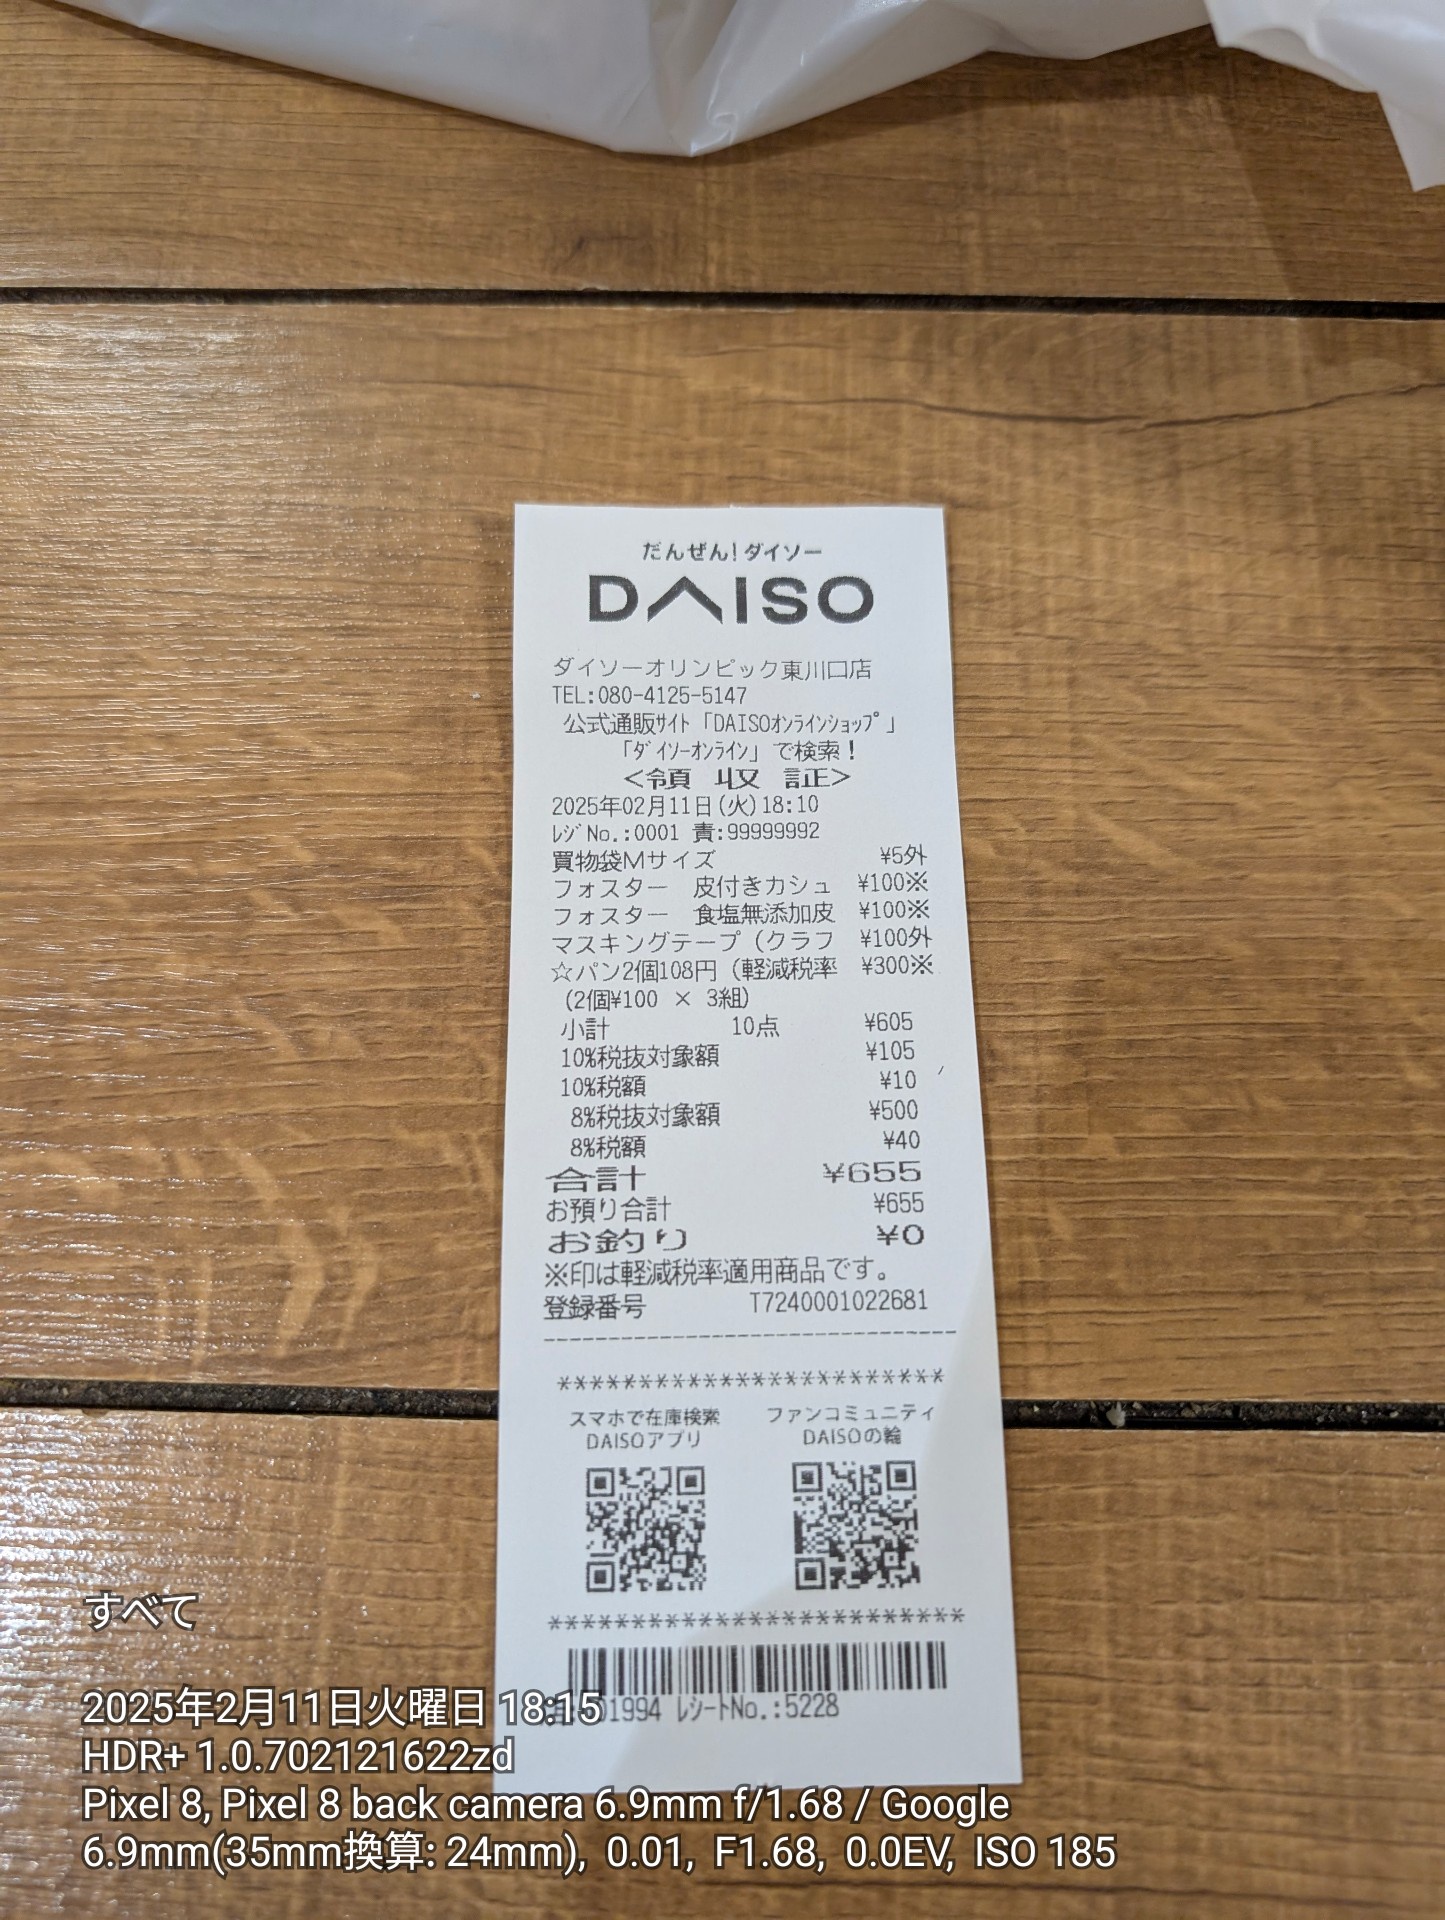 だんぜん!ダイソー
DAISO
ダイソーオリンピック東川口店
TEL:080-4125-5147
公式通販ｻｲﾄ「DAISOｵﾝﾗｲﾝｼｮｯﾌﾟ」
「ﾀﾞｲｿｰｵﾝﾗｲﾝ」で検索!
<領 収 証>
2025年02月11日(火)18:10
ﾚｼﾞNo.:0001 責:99999992
買物袋Mサイズ ¥5外
フォスター 皮付きカシュ ¥100※
フォスター 食塩無添加皮 ¥100※
マスキングテープ(クラフ ¥100外
☆パン2個108円(軽減税率 ¥300※
(2個¥100 × 3組)
小計 10点 ¥605
10%税抜対象額 ¥105
10%税額 ¥10
8%税抜対象額 ¥500
8%税額 ¥40
合計 ¥655
お預り合計 ¥655
お釣り ¥0
※印は軽減税率適用商品です。
登録番号 T7240001022681
--------------------------------
************************
スマホで在庫検索 ファンコミュニティ
DAISOアプリ DAISOの輪
*************************
1994 ﾚｼｰﾄNo.:5228
すべて
2025年2月11日火曜日 18:15
HDR+ 1.0.702121622zd
Pixel 8, Pixel 8 back camera 6.9mm f/1.68 / Google
6.9mm(35mm換算: 24mm), 0.01, F1.68, 0.0EV, ISO 185